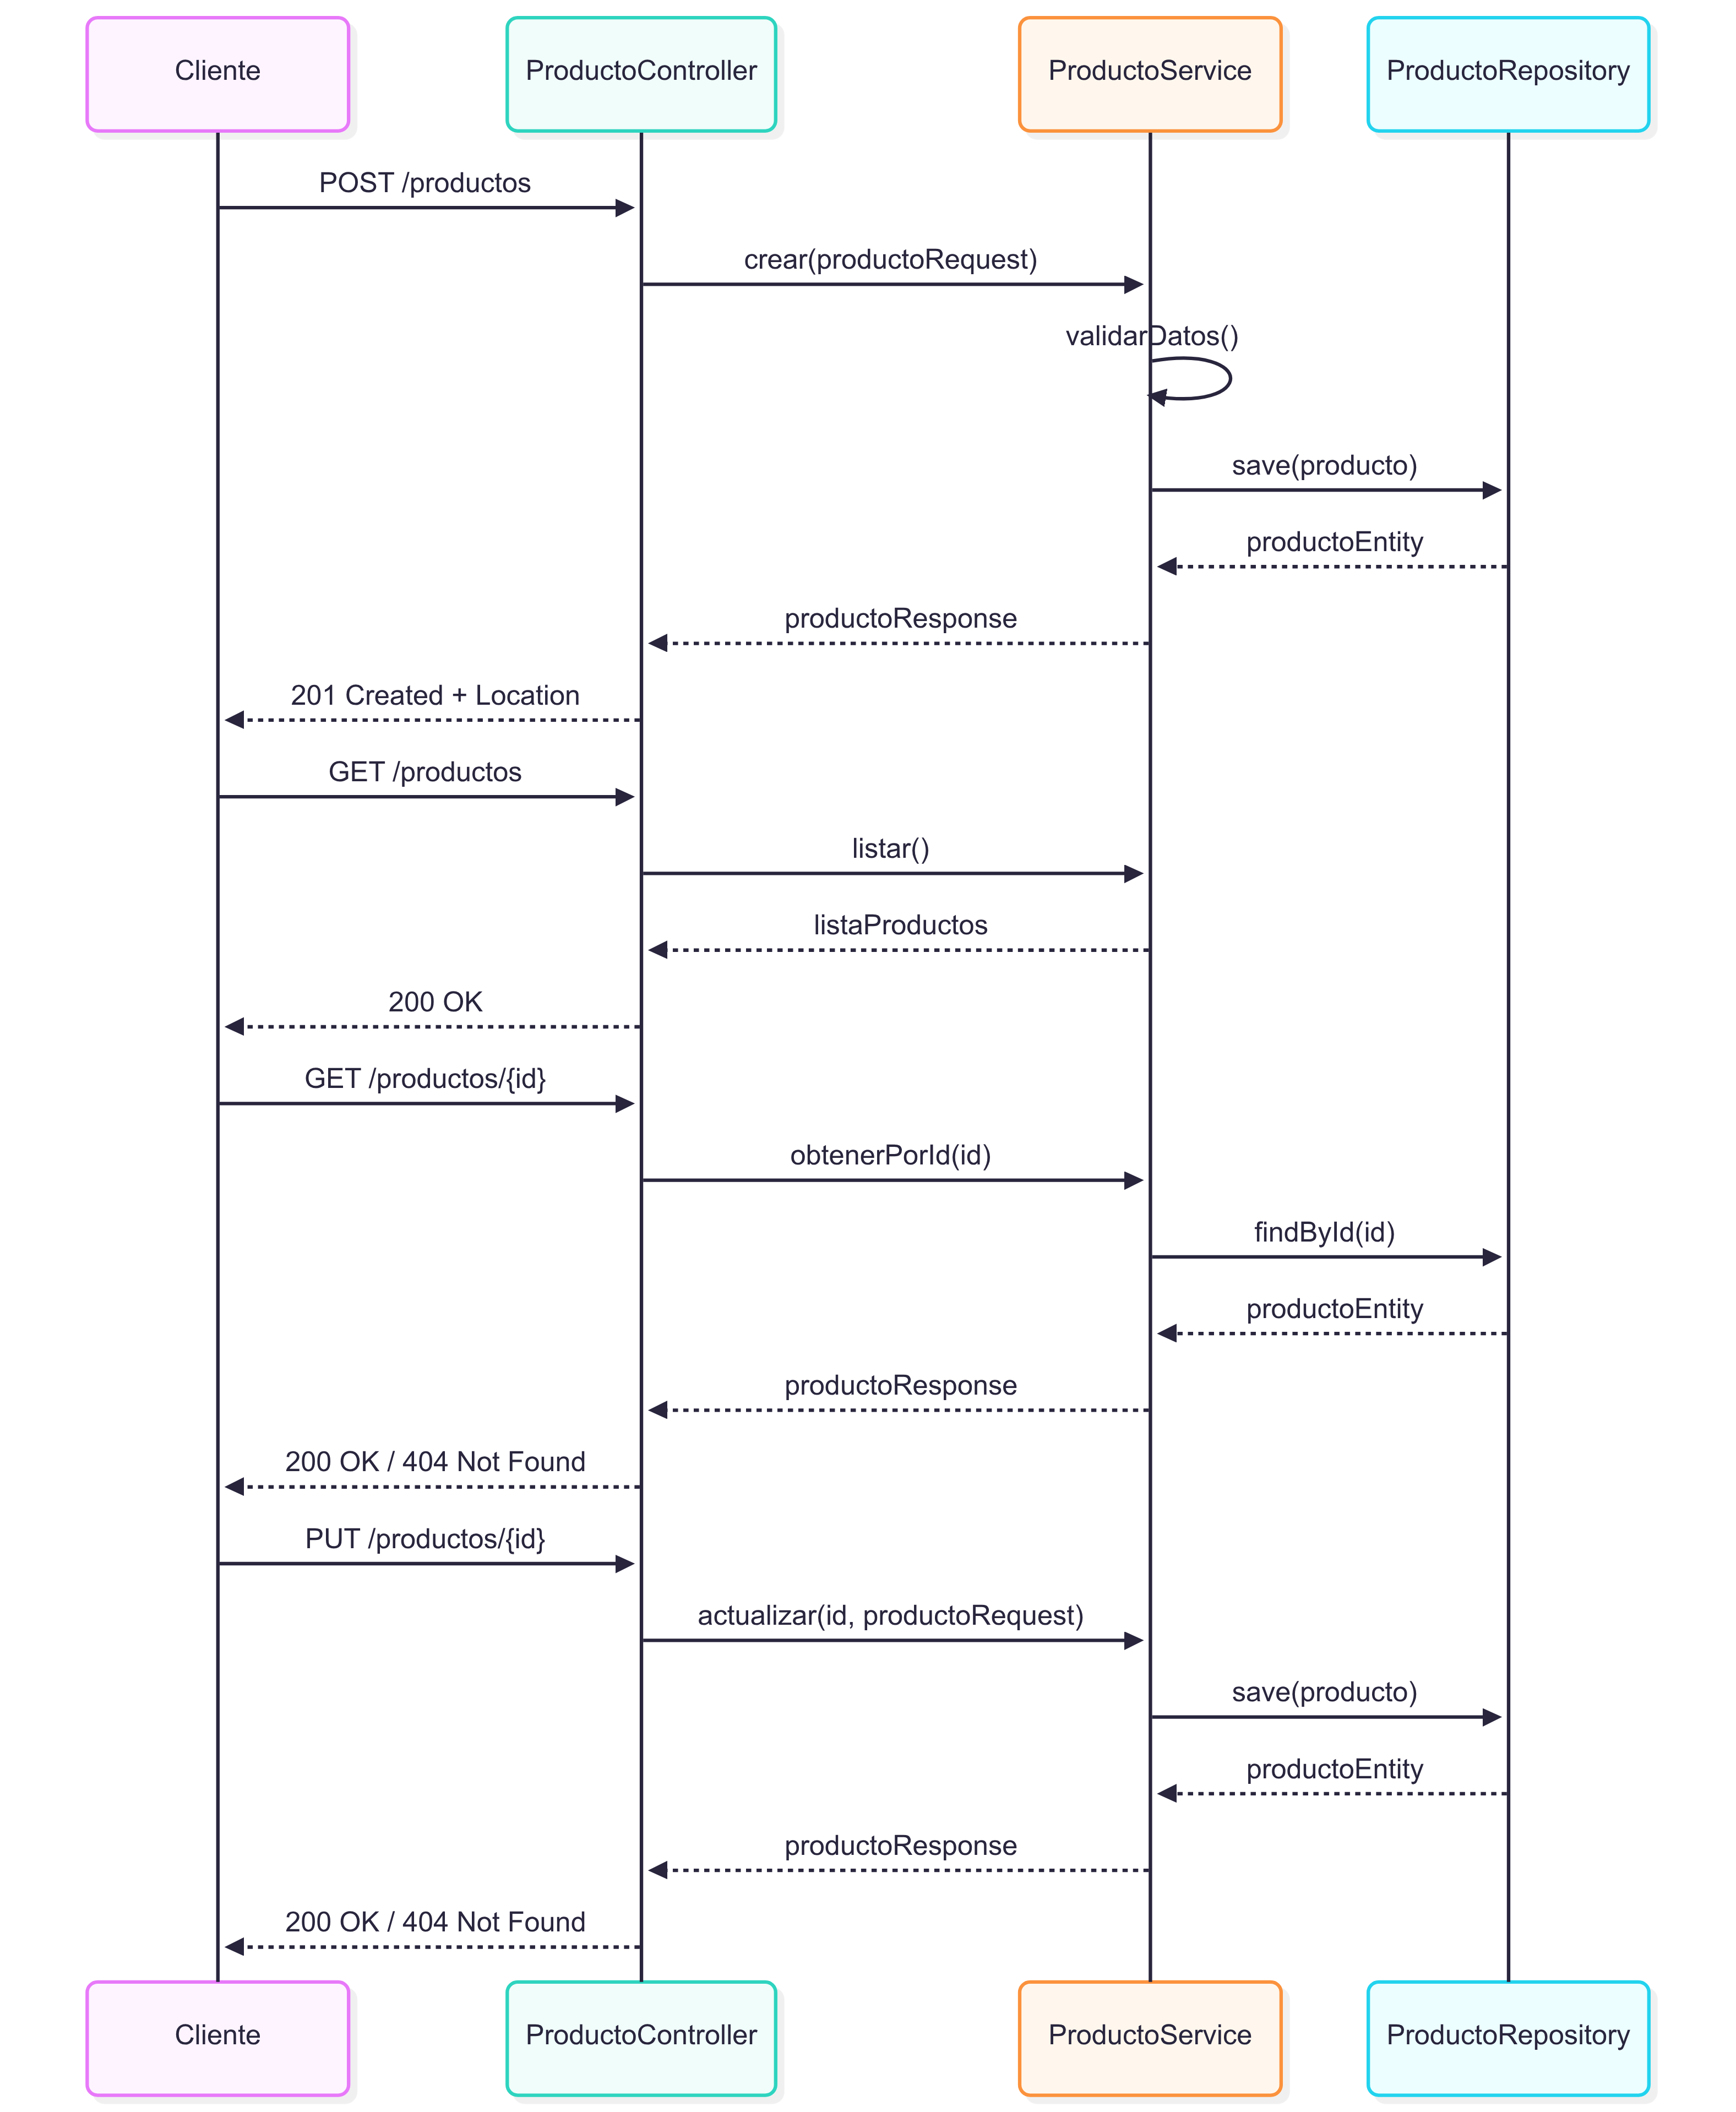 Cliente
ProductoController
ProductoService
ProductoRepository
POST /productos
crear(productoRequest)
validarDatos()
save(producto)
productoEntity
productoResponse
201 Created + Location
GET /productos
listar()
listaProductos
200 OK
GET /productos/{id}
obtenerPorId(id)
findById(id)
productoEntity
productoResponse
200 OK / 404 Not Found
PUT /productos/{id}
actualizar(id, productoRequest)
save(producto)
productoEntity
productoResponse
200 OK / 404 Not Found
Cliente
ProductoController
ProductoService
ProductoRepository